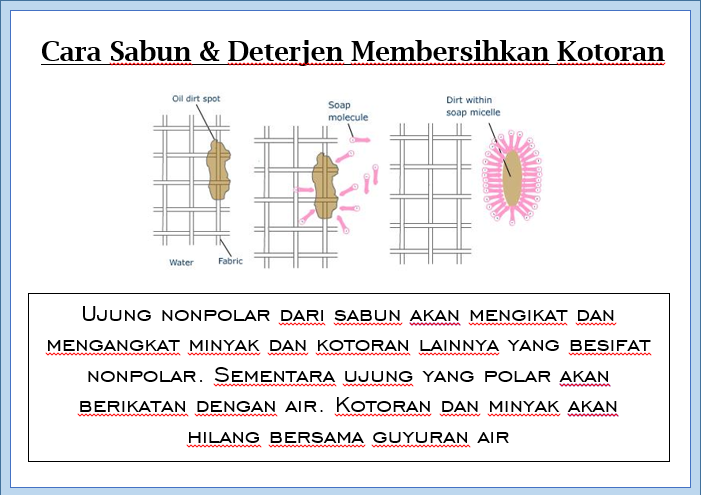 Cara Sabun & Deterjen Membersihkan Kotoran
Oil dirt spot
Soap
molecule
Dirt within
soap micelle
Water
Fabric
UJUNG NONPOLAR DARI SABUN AKAN MENGIKAT DAN
MENGANGKAT MINYAK DAN KOTORAN LAINNYA YANG BESIFAT
NONPOLAR. SEMENTARA UJUNG YANG POLAR AKAN
BERIKATAN DENGAN AIR. KOTORAN DAN MINYAK AKAN
HILANG BERSAMA GUYURAN AIR